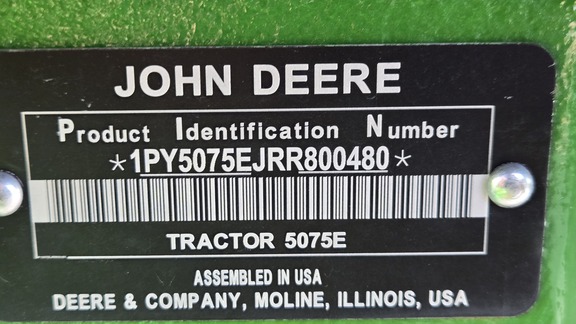 JOHN DEERE
Product Identification Number
*1PY5075EJRR800480*
TRACTOR 5075E
ASSEMBLED IN USA
DEERE & COMPANY, MOLINE, ILLINOIS, USA